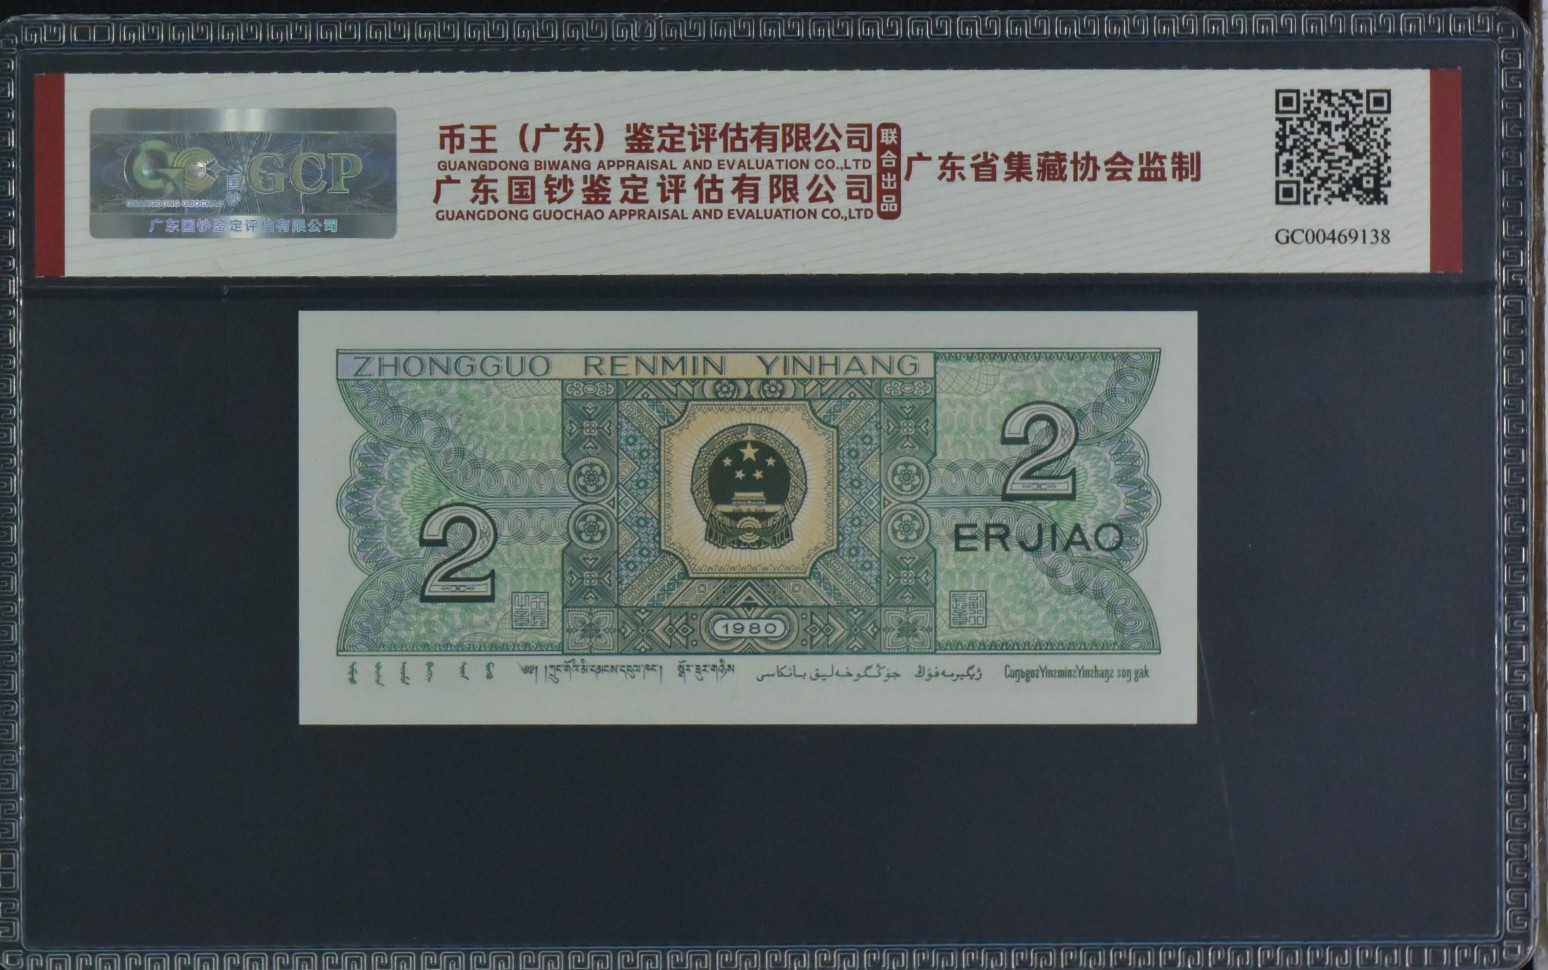 GCP
GUANGDONG GUOCHAO
广东国钞鉴定评估有限公司
币王（广东）鉴定评估有限公司
GUANGDONG BIWANG APPRAISAL AND EVALUATION CO.,LTD
广东国钞鉴定评估有限公司
GUANGDONG GUOCHAO APPRAISAL AND EVALUATION CO.,LTD
联合出品
广东省集藏协会监制
GC00469138
ZHONGGUO RENMIN YINHANG
2
2
ERJIAO
1980